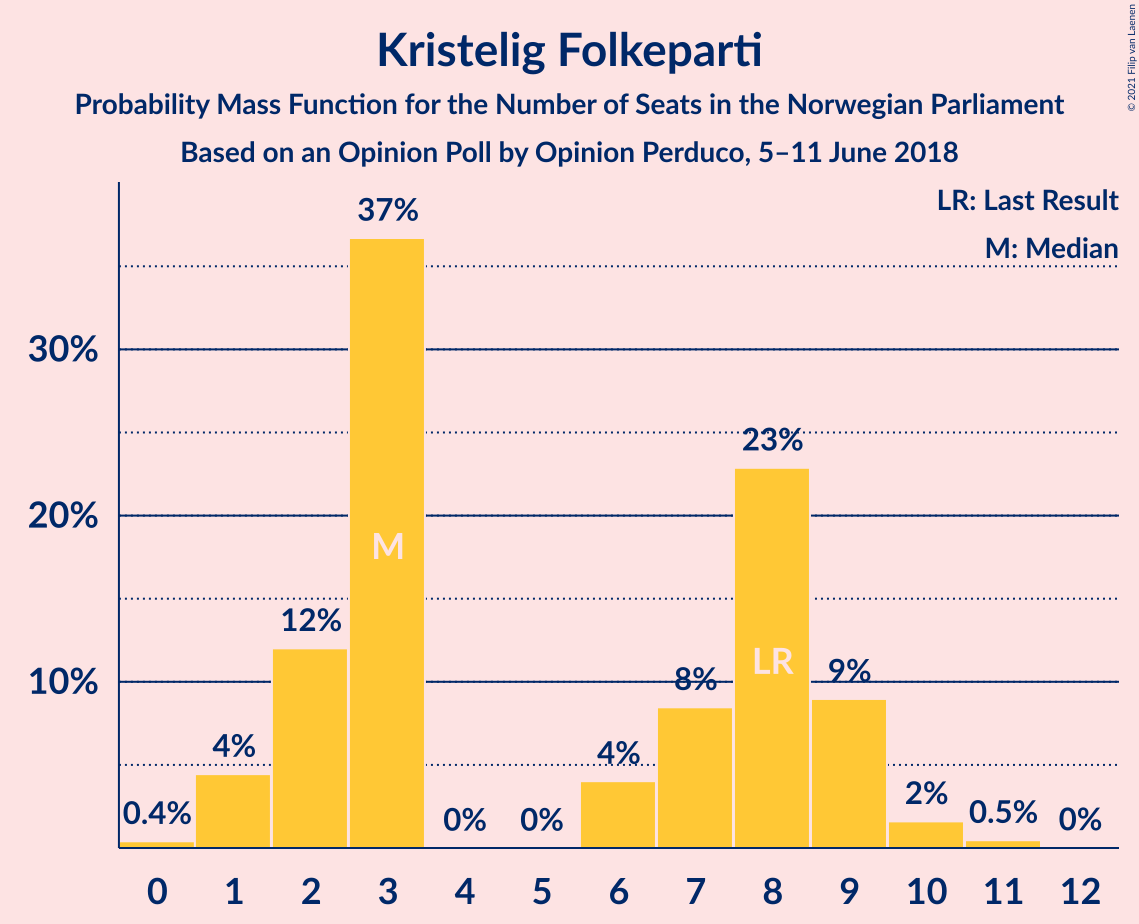 Kristelig Folkeparti
Probability Mass Function for the Number of Seats in the Norwegian Parliament
Based on an Opinion Poll by Opinion Perduco, 5–11 June 2018
© 2021 Filip van Laenen
LR: Last Result
M: Median
37%
30%
23%
20%
M
12%
LR
10%
8%
9%
4%
4%
0.4%
0%
0%
2%
0.5%
0%
0 1 2 3 4 5 6 7 8 9 10 11 12